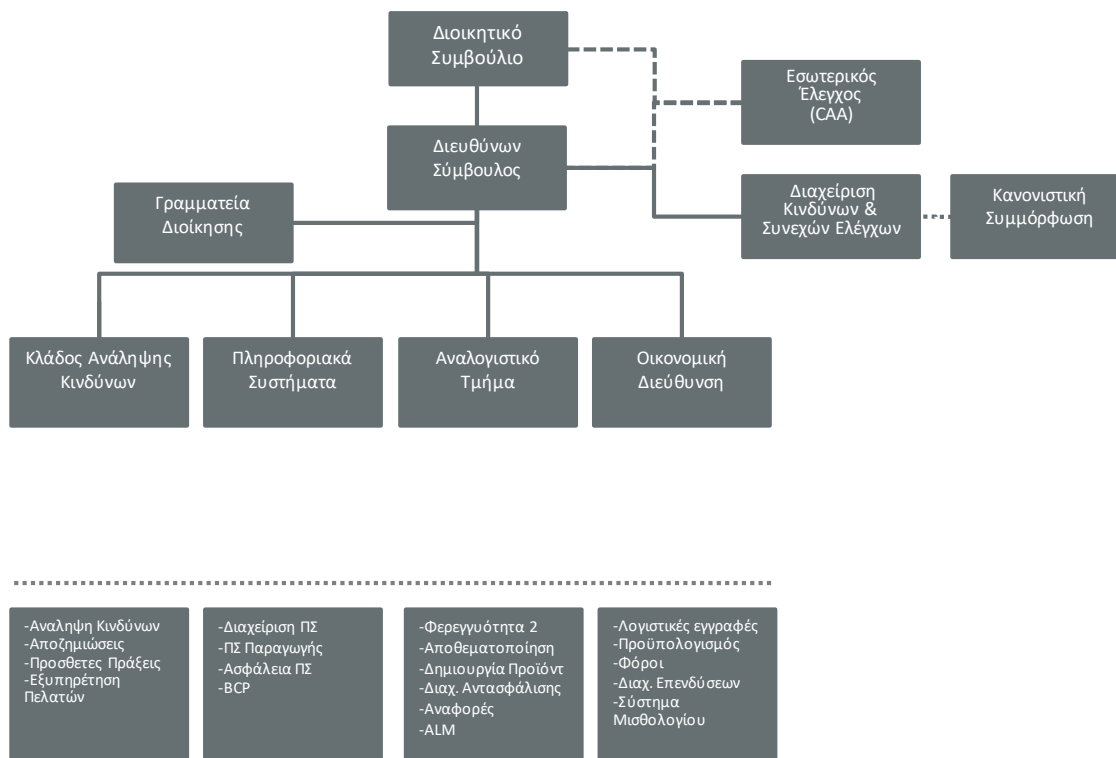 Διοικητικό
Συμβούλιο
Εσωτερικός
Έλεγχος
(CAA)
Διευθύνων
Σύμβουλος
Διαχείριση
Κινδύνων &
Συνεχών Ελέγχων
Κανονιστική
Συμμόρφωση
Γραμματεία
Διοίκησης
Κλάδος Ανάληψης
Κινδύνων
Πληροφοριακά
Συστήματα
Αναλογιστικό
Τμήμα
Οικονομική
Διεύθυνση
-Αναληψη Κινδύνων
-Αποζημιώσεις
-Προσθετες Πράξεις
-Εξυπηρέτηση
Πελατών
-Διαχείριση ΠΣ
-ΠΣ Παραγωγής
-Ασφάλεια ΠΣ
-BCP
-Φερεγγυότητα 2
-Αποθεματοποίηση
-Δημιουργία Προϊόντ
-Διαχ. Αντασφάλισης
-Αναφορές
-ALM
-Λογιστικές εγγραφές
-Προϋπολογισμός
-Φόροι
-Διαχ. Επενδύσεων
-Σύστημα
Μισθολογίου